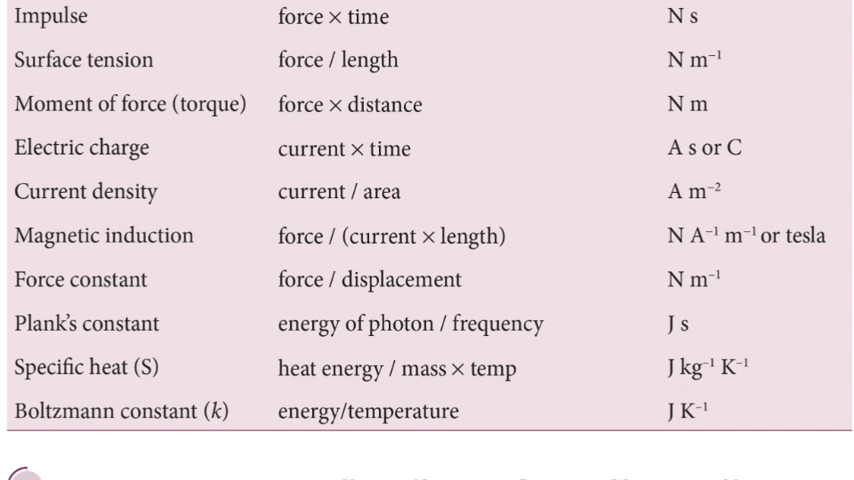 Impulse force × time N s
Surface tension force / length N m⁻¹
Moment of force (torque) force × distance N m
Electric charge current × time A s or C
Current density current / area A m⁻²
Magnetic induction force / (current × length) N A⁻¹ m⁻¹ or tesla
Force constant force / displacement N m⁻¹
Plank’s constant energy of photon / frequency J s
Specific heat (S) heat energy / mass × temp J kg⁻¹ K⁻¹
Boltzmann constant (k) energy/temperature J K⁻¹